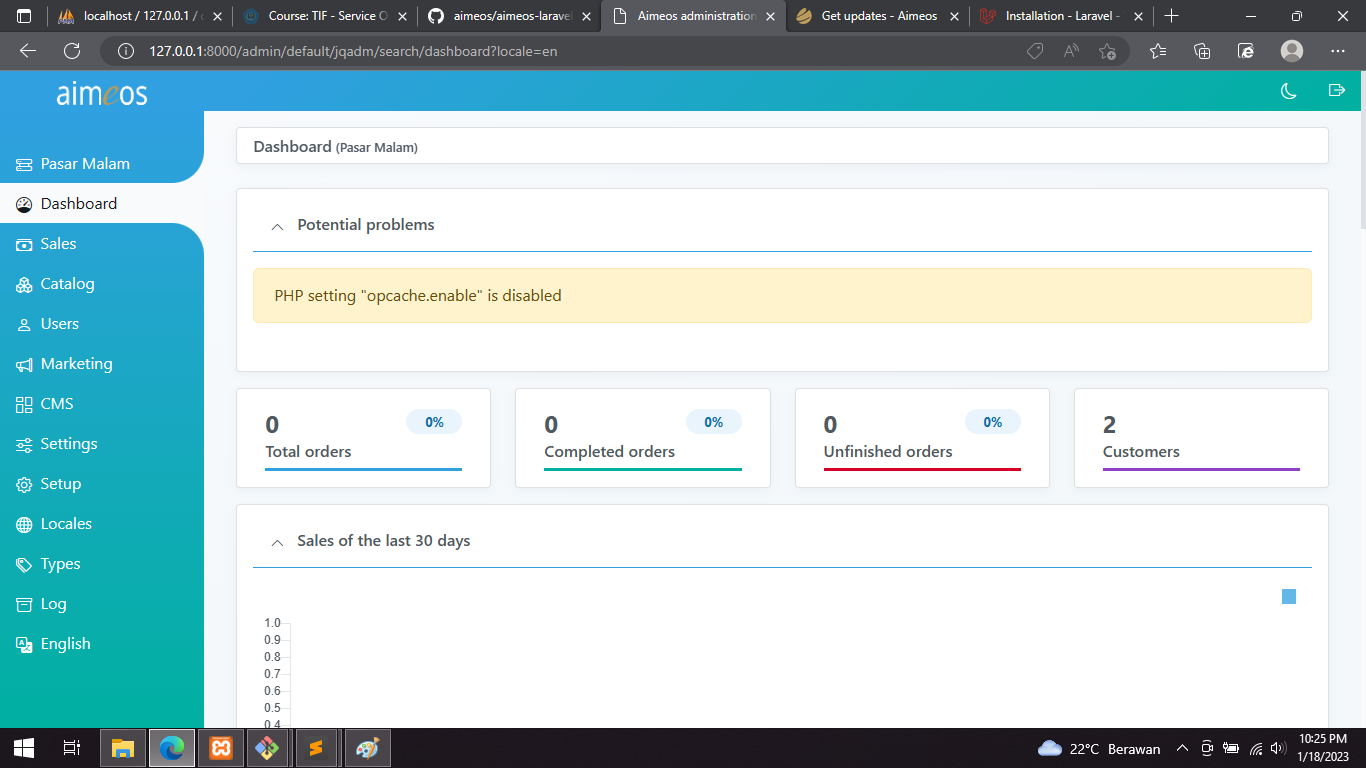 localhost / 127.0.0.1 /
Course: TIF - Service O
aimeos/aimeos-laravel
Aimeos administration
Get updates - Aimeos
Installation - Laravel -
127.0.0.1:8000/admin/default/jqadm/search/dashboard?locale=en
aimeos
Pasar Malam
Dashboard
Sales
Catalog
Users
Marketing
CMS
Settings
Setup
Locales
Types
Log
English
Dashboard (Pasar Malam)
Potential problems
PHP setting "opcache.enable" is disabled
0
0%
Total orders
0
0%
Completed orders
0
0%
Unfinished orders
2
Customers
Sales of the last 30 days
1.0
0.9
0.8
0.7
0.6
0.5
0.4
22°C Berawan
10:25 PM
1/18/2023